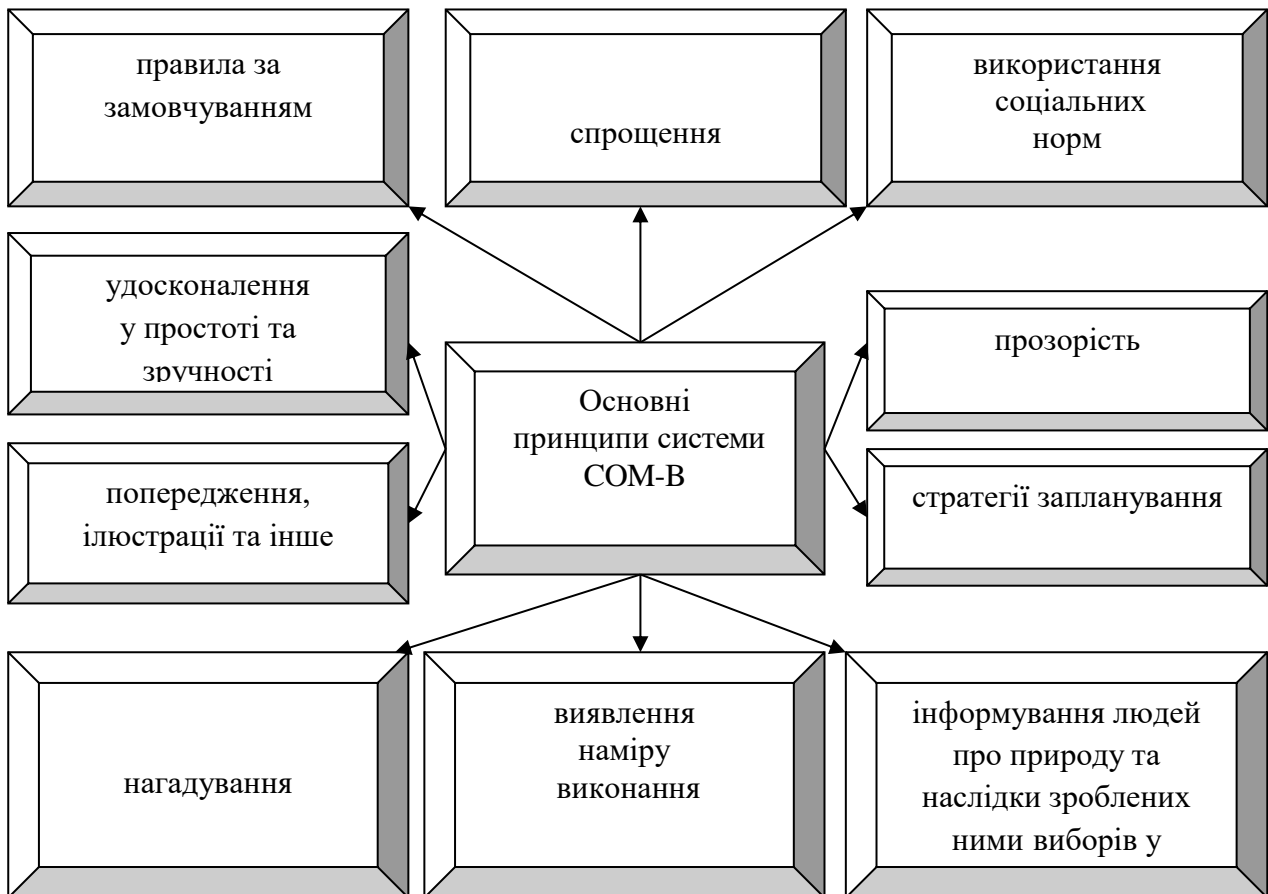 правила за
замовчуванням
спрощення
використання
соціальних
норм
удосконалення
у простоті та
зручності
прозорість
Основні
принципи системи
COM-B
попередження,
ілюстрації та інше
стратегії запланування
нагадування
виявлення
наміру
виконання
інформування людей
про природу та
наслідки зроблених
ними виборів у